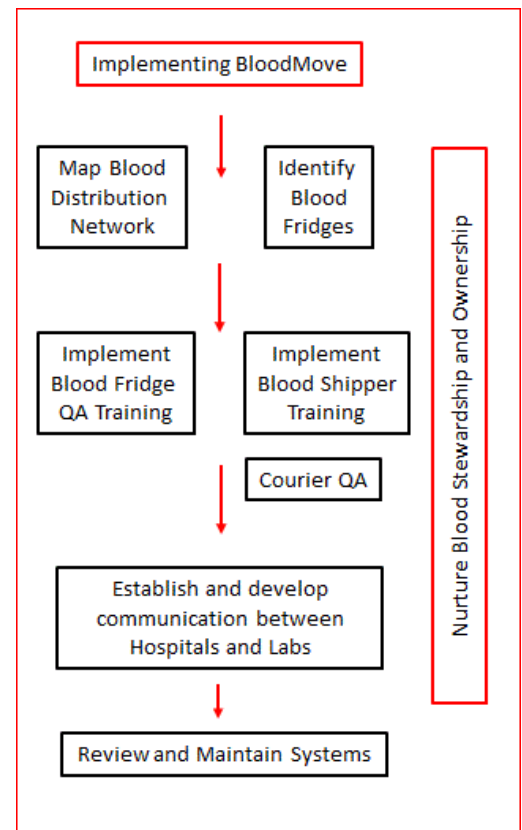 Implementing BloodMove
Map Blood
Distribution
Network
Identify
Blood
Fridges
Implement
Blood Fridge
QA Training
Implement
Blood Shipper
Training
Courier QA
Establish and develop
communication between
Hospitals and Labs
Review and Maintain Systems
Nurture Blood Stewardship and Ownership